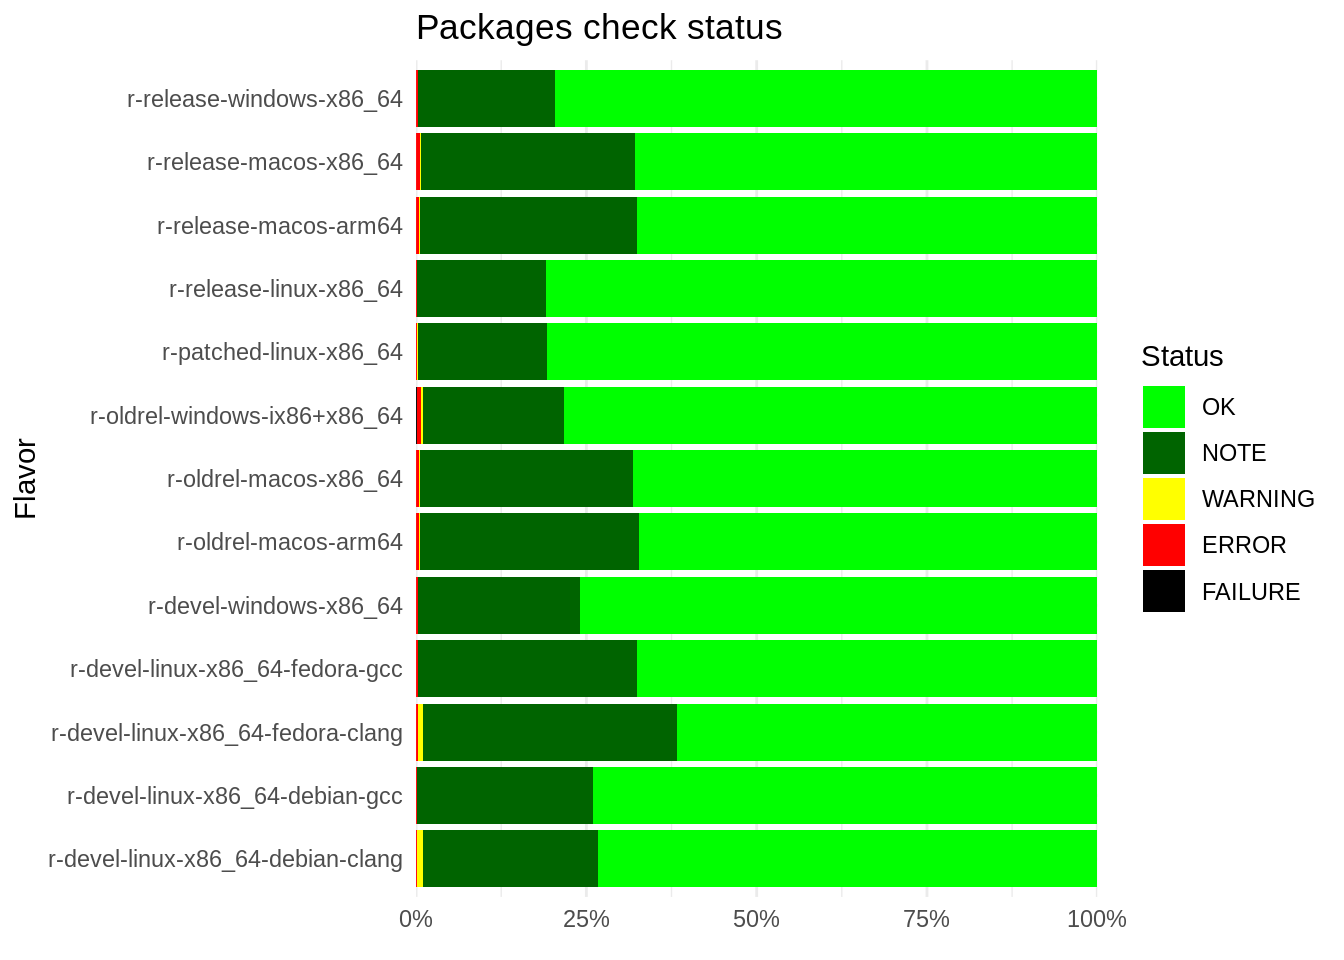 Packages check status
Flavor
r-release-windows-x86_64
r-release-macos-x86_64
r-release-macos-arm64
r-release-linux-x86_64
r-patched-linux-x86_64
r-oldrel-windows-ix86+x86_64
r-oldrel-macos-x86_64
r-oldrel-macos-arm64
r-devel-windows-x86_64
r-devel-linux-x86_64-fedora-gcc
r-devel-linux-x86_64-fedora-clang
r-devel-linux-x86_64-debian-gcc
r-devel-linux-x86_64-debian-clang
0% 25% 50% 75% 100%
Status
OK
NOTE
WARNING
ERROR
FAILURE